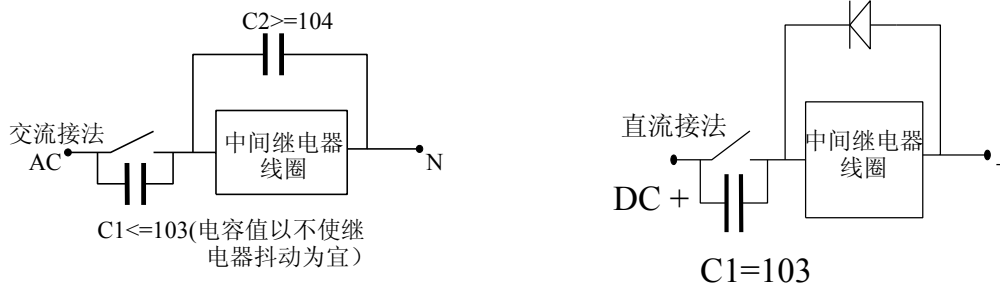 C2>=104
交流接法
AC
中间继电器
线圈
N
C1<=103(电容值以不使继
电器抖动为宜）
直流接法
DC +
中间继电器
线圈
-
C1=103